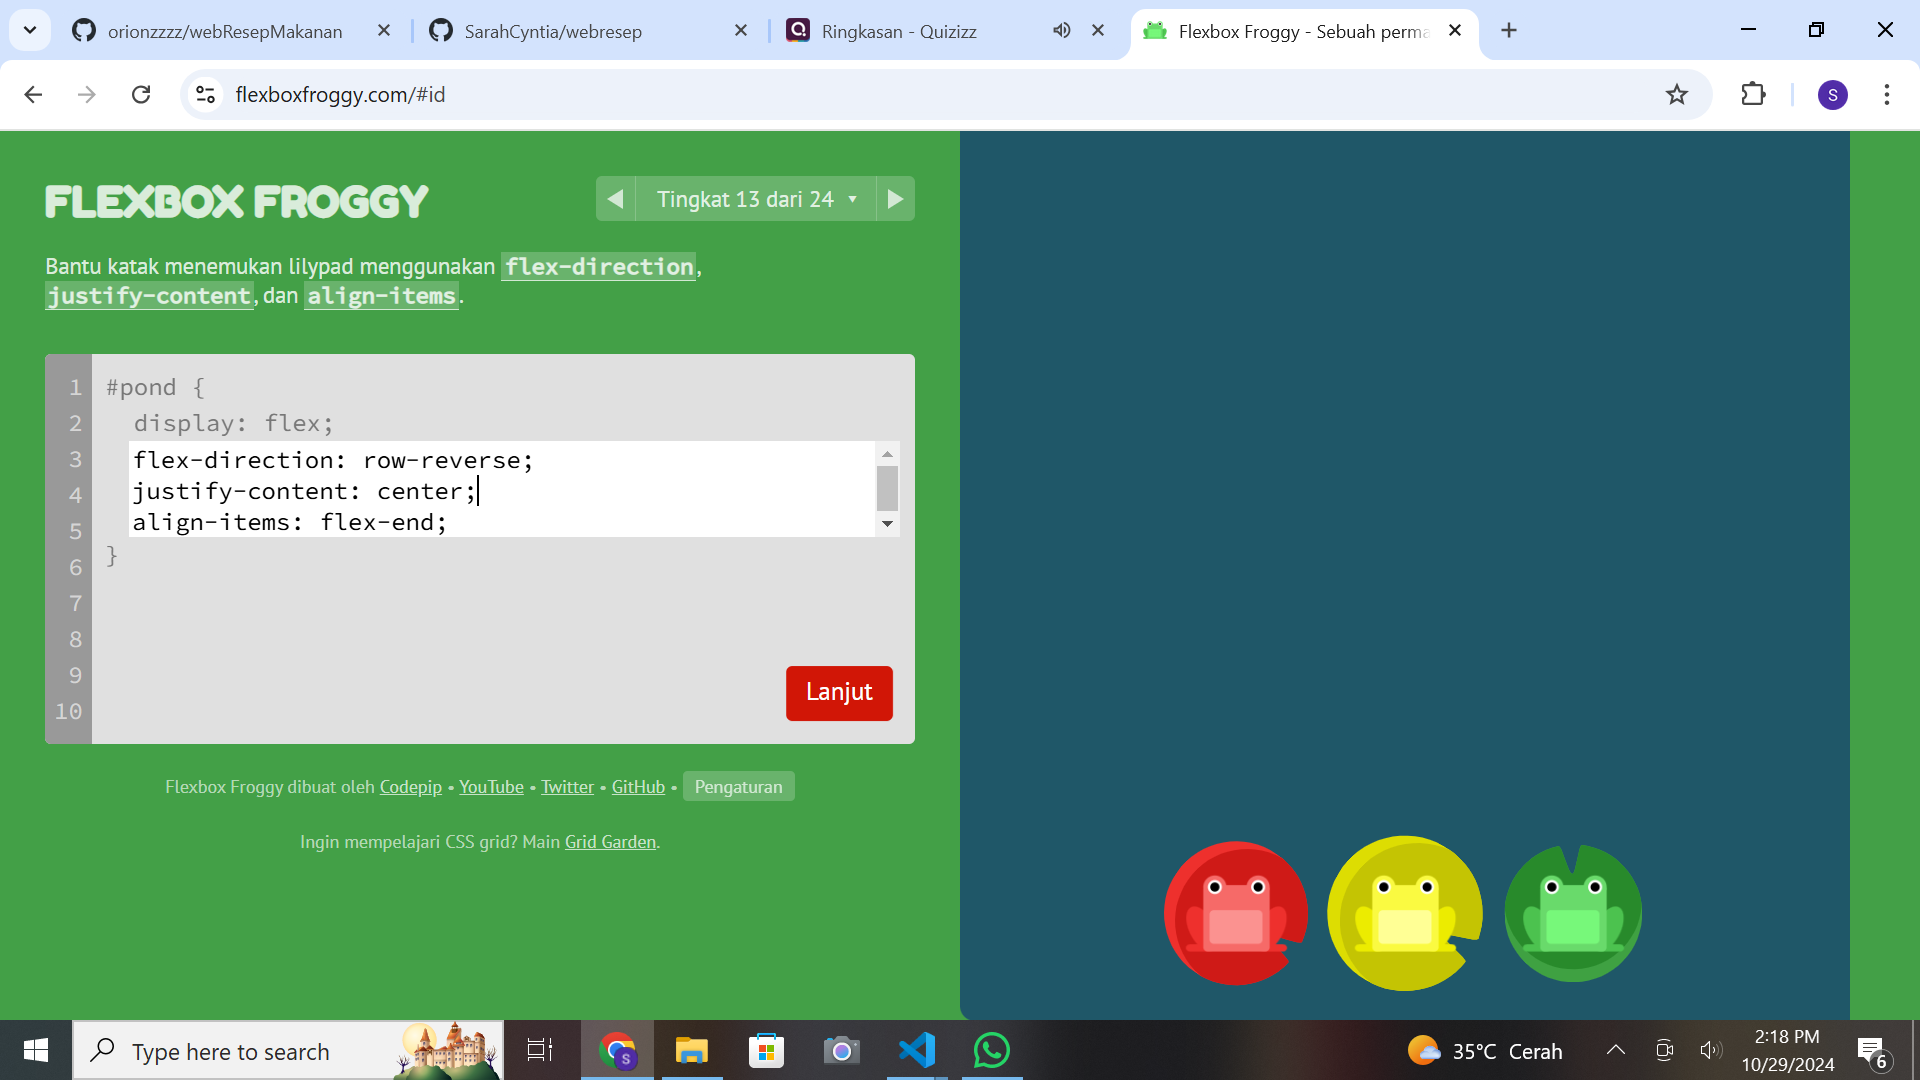 orionzzzz/webResepMakanan
SarahCyntia/webresep
Ringkasan - Quizizz
Flexbox Froggy - Sebuah perma
flexboxfroggy.com/#id
S
FLEXBOX FROGGY
Tingkat 13 dari 24
Bantu katak menemukan lilypad menggunakan flex-direction,
justify-content, dan align-items.
1 #pond {
2 display: flex;
3 flex-direction: row-reverse;
4 justify-content: center;
5 align-items: flex-end;
6 }
7
8
9
10
Lanjut
Flexbox Froggy dibuat oleh Codepip • YouTube • Twitter • GitHub • Pengaturan
Ingin mempelajari CSS grid? Main Grid Garden.
Type here to search
S
35°C Cerah
2:18 PM
10/29/2024
6